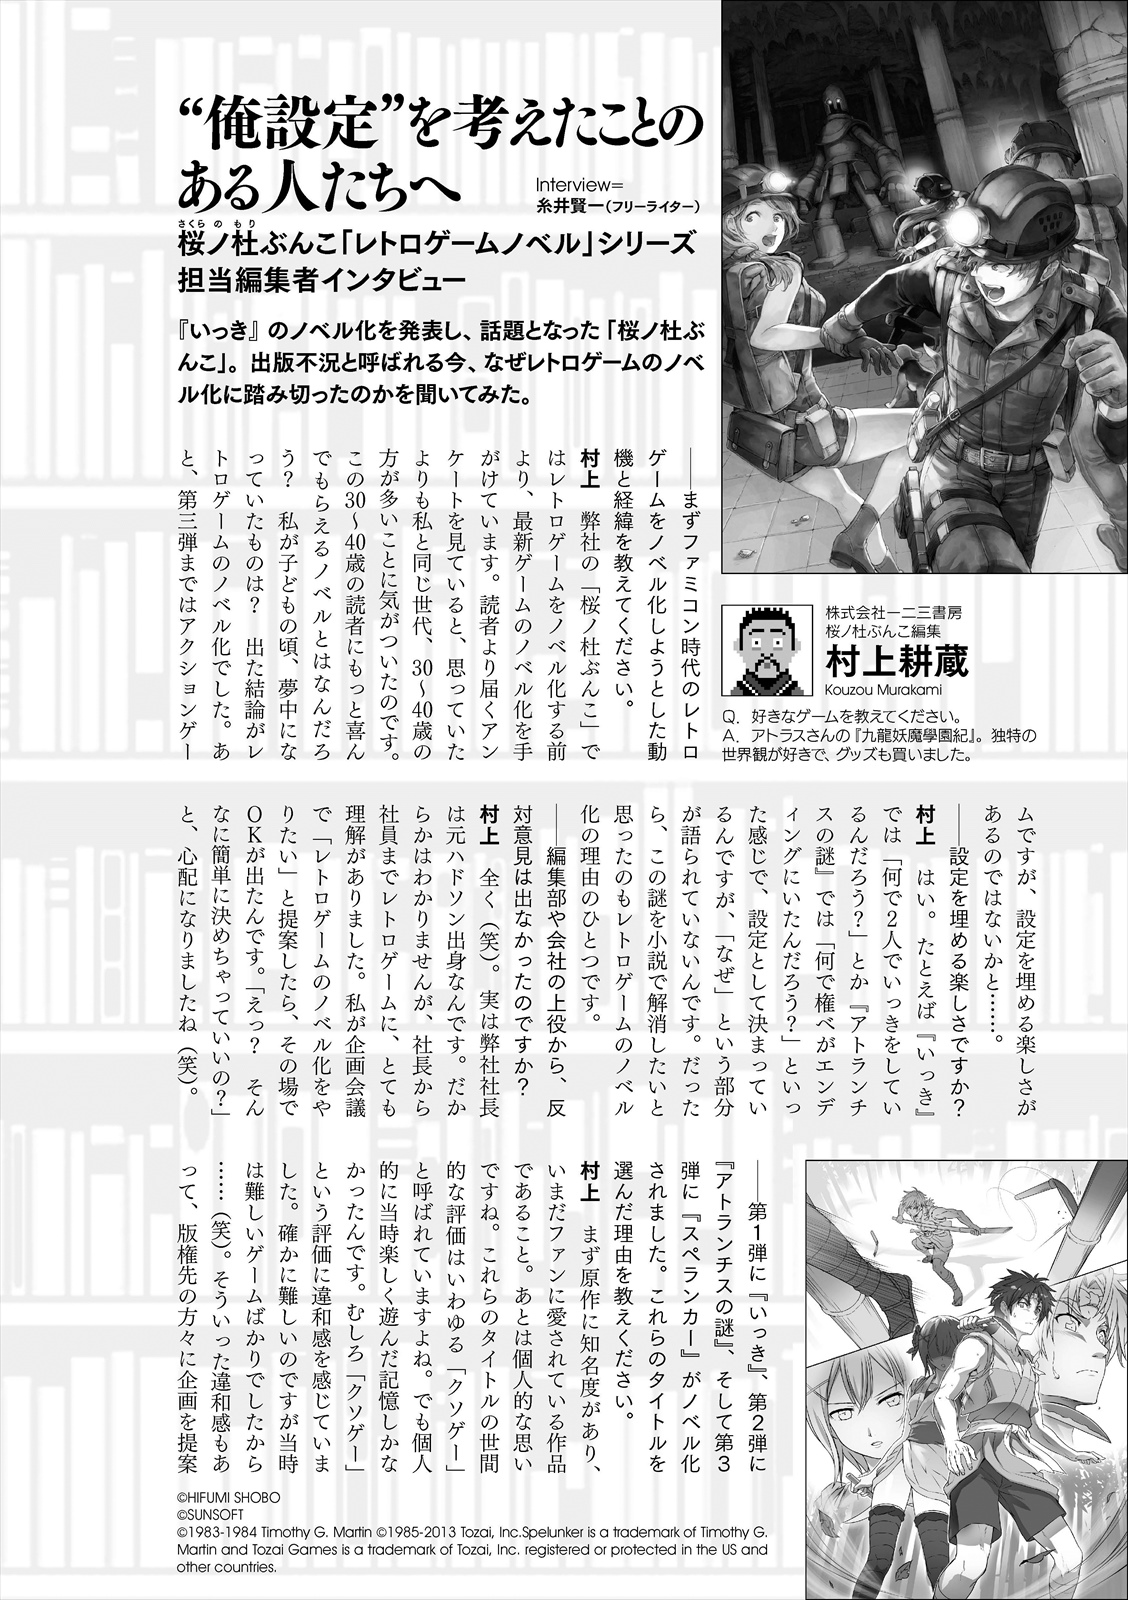 “俺設定”を考えたことの
ある人たちへ
Interview=
糸井賢一（フリーライター）
さくらのもり
桜ノ杜ぶんこ「レトロゲームノベル」シリーズ
担当編集者インタビュー
『いっき』のノベル化を発表し、話題となった「桜ノ杜ぶ
んこ」。出版不況と呼ばれる今、なぜレトロゲームのノベ
ル化に踏み切ったのかを聞いてみた。
株式会社一二三書房
桜ノ杜ぶんこ編集
村上耕蔵
Kouzou Murakami
Q．好きなゲームを教えてください。
A．アトラスさんの『九龍妖魔學園紀』。独特の
世界観が好きで、グッズも買いました。
――まずファミコン時代のレトロ
ゲームをノベル化しようとした動
機と経緯を教えてください。
村上　弊社の「桜ノ杜ぶんこ」で
はレトロゲームをノベル化する前
より、最新ゲームのノベル化を手
がけています。読者より届くアン
ケートを見ていると、思っていた
よりも私と同じ世代、30～40歳の
方が多いことに気がついたのです。
この30～40歳の読者にもっと喜ん
でもらえるノベルとはなんだろ
う？　私が子どもの頃、夢中にな
っていたものは？　出た結論がレ
トロゲームのノベル化でした。あ
と、第三弾まではアクションゲー
ムですが、設定を埋める楽しさが
あるのではないかと……。
――設定を埋める楽しさですか？
村上　はい。たとえば『いっき』
では「何で2人でいっきをしてい
るんだろう？」とか『アトランチ
スの謎』では「何で権べがエンデ
ィングにいたんだろう？」といっ
た感じで、設定として決まってい
るんですが、「なぜ」という部分
が語られていないんです。だった
ら、この謎を小説で解消したいと
思ったのもレトロゲームのノベル
化の理由のひとつです。
――編集部や会社の上役から、反
対意見は出なかったのですか？
村上　全く（笑）。実は弊社社長
は元ハドソン出身なんです。だか
らかはわかりませんが、社長から
社員までレトロゲームに、とても
理解がありました。私が企画会議
で「レトロゲームのノベル化をや
りたい」と提案したら、その場で
OKが出たんです。「えっ？　そん
なに簡単に決めちゃっていいの？」
と、心配になりましたね（笑）。
――第1弾に『いっき』、第2弾に
『アトランチスの謎』、そして第3
弾に『スペランカー』がノベル化
されました。これらのタイトルを
選んだ理由を教えください。
村上　まず原作に知名度があり、
いまだファンに愛されている作品
であること。あとは個人的な思い
ですね。これらのタイトルの世間
的な評価はいわゆる「クソゲー」
と呼ばれていますよね。でも個人
的に当時楽しく遊んだ記憶しかな
かったんです。むしろ「クソゲー」
という評価に違和感を感じていま
した。確かに難しいのですが当時
は難しいゲームばかりでしたから
……（笑）。そういった違和感もあ
って、版権先の方々に企画を提案
©HIFUMI SHOBO
©SUNSOFT
©1983-1984 Timothy G. Martin ©1985-2013 Tozai, Inc.Spelunker is a trademark of Timothy G.
Martin and Tozai Games is a trademark of Tozai, Inc. registered or protected in the US and
other countries.